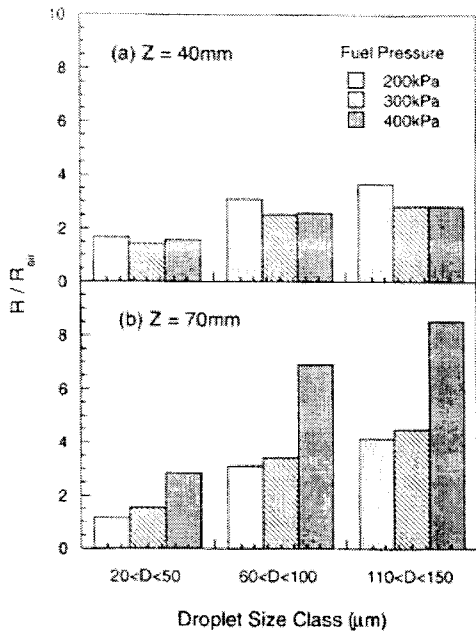 10
(a) Z = 40mm
Fuel Pressure
200kPa
300kPa
400kPa
8
6
4
2
0
R / R
(b) Z = 70mm
8
6
4
2
0
20<D<50
60<D<100
110<D<150
Droplet Size Class (μm)